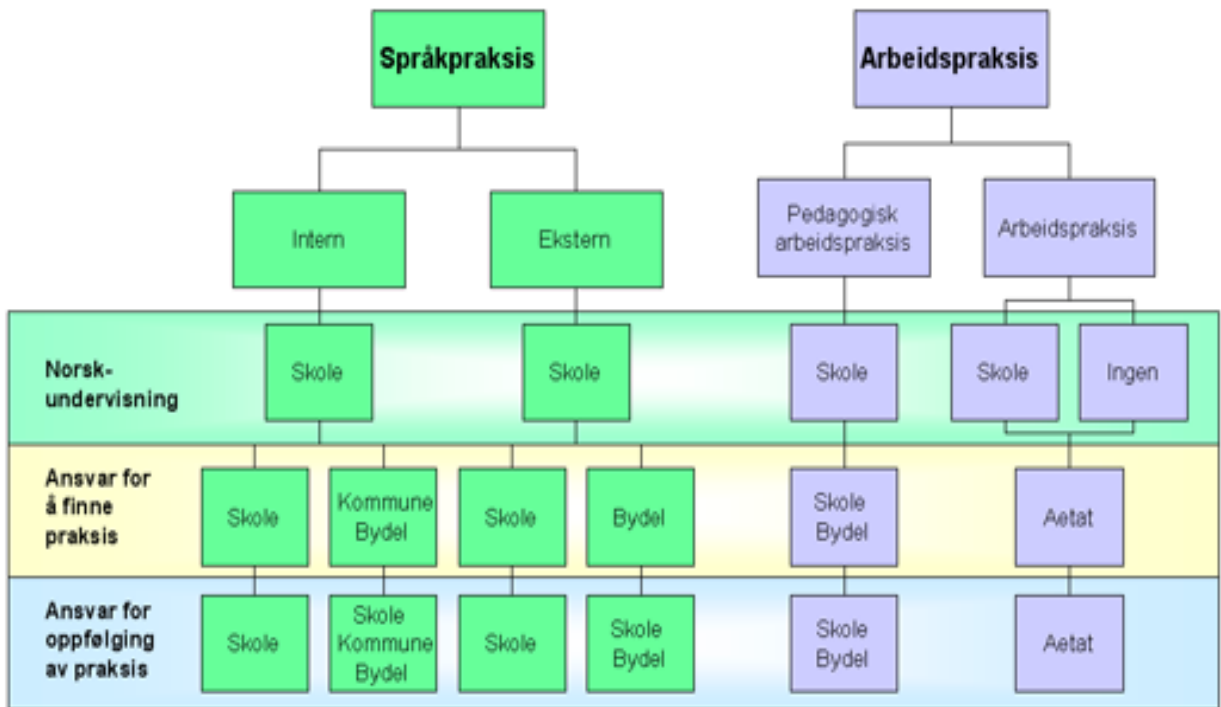 Språkpraksis
Arbeidspraksis
Intern
Ekstern
Pedagogisk
arbeidspraksis
Arbeidspraksis
Norsk-
undervisning
Skole
Skole
Skole
Skole
Ingen
Ansvar for
å finne
praksis
Skole
Kommune
Bydel
Skole
Bydel
Skole
Bydel
Aetat
Ansvar for
oppfølging
av praksis
Skole
Skole
Kommune
Bydel
Skole
Skole
Bydel
Skole
Bydel
Aetat